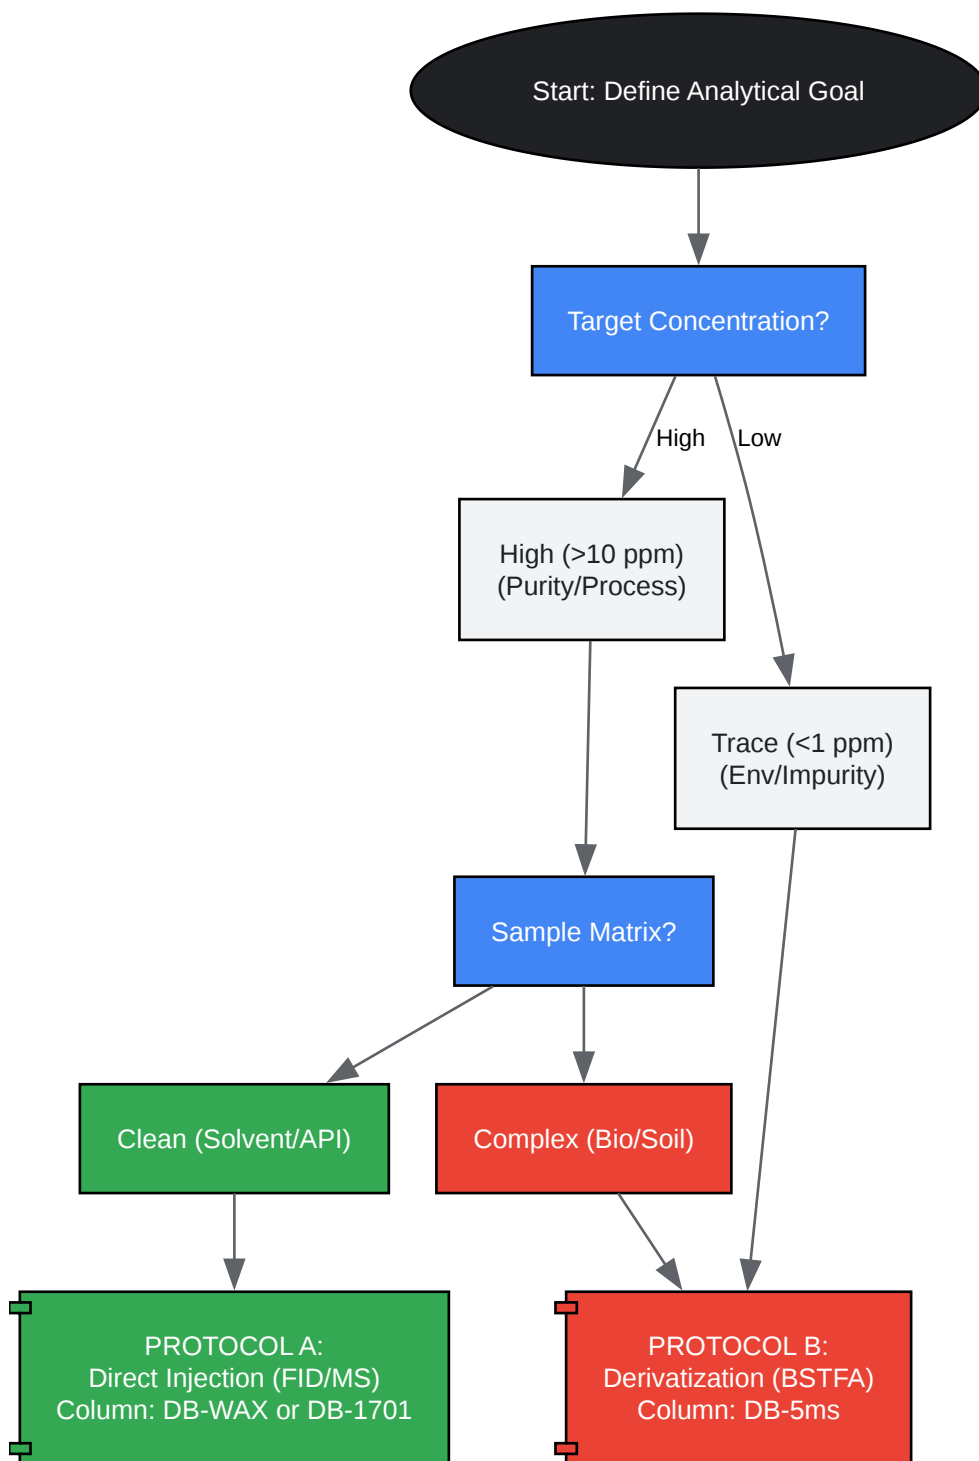 Start: Define Analytical Goal
Target Concentration?
High
Low
High (>10 ppm)
(Purity/Process)
Trace (<1 ppm)
(Env/Impurity)
Sample Matrix?
Clean (Solvent/API)
Complex (Bio/Soil)
PROTOCOL A:
Direct Injection (FID/MS)
Column: DB-WAX or DB-1701
PROTOCOL B:
Derivatization (BSTFA)
Column: DB-5ms